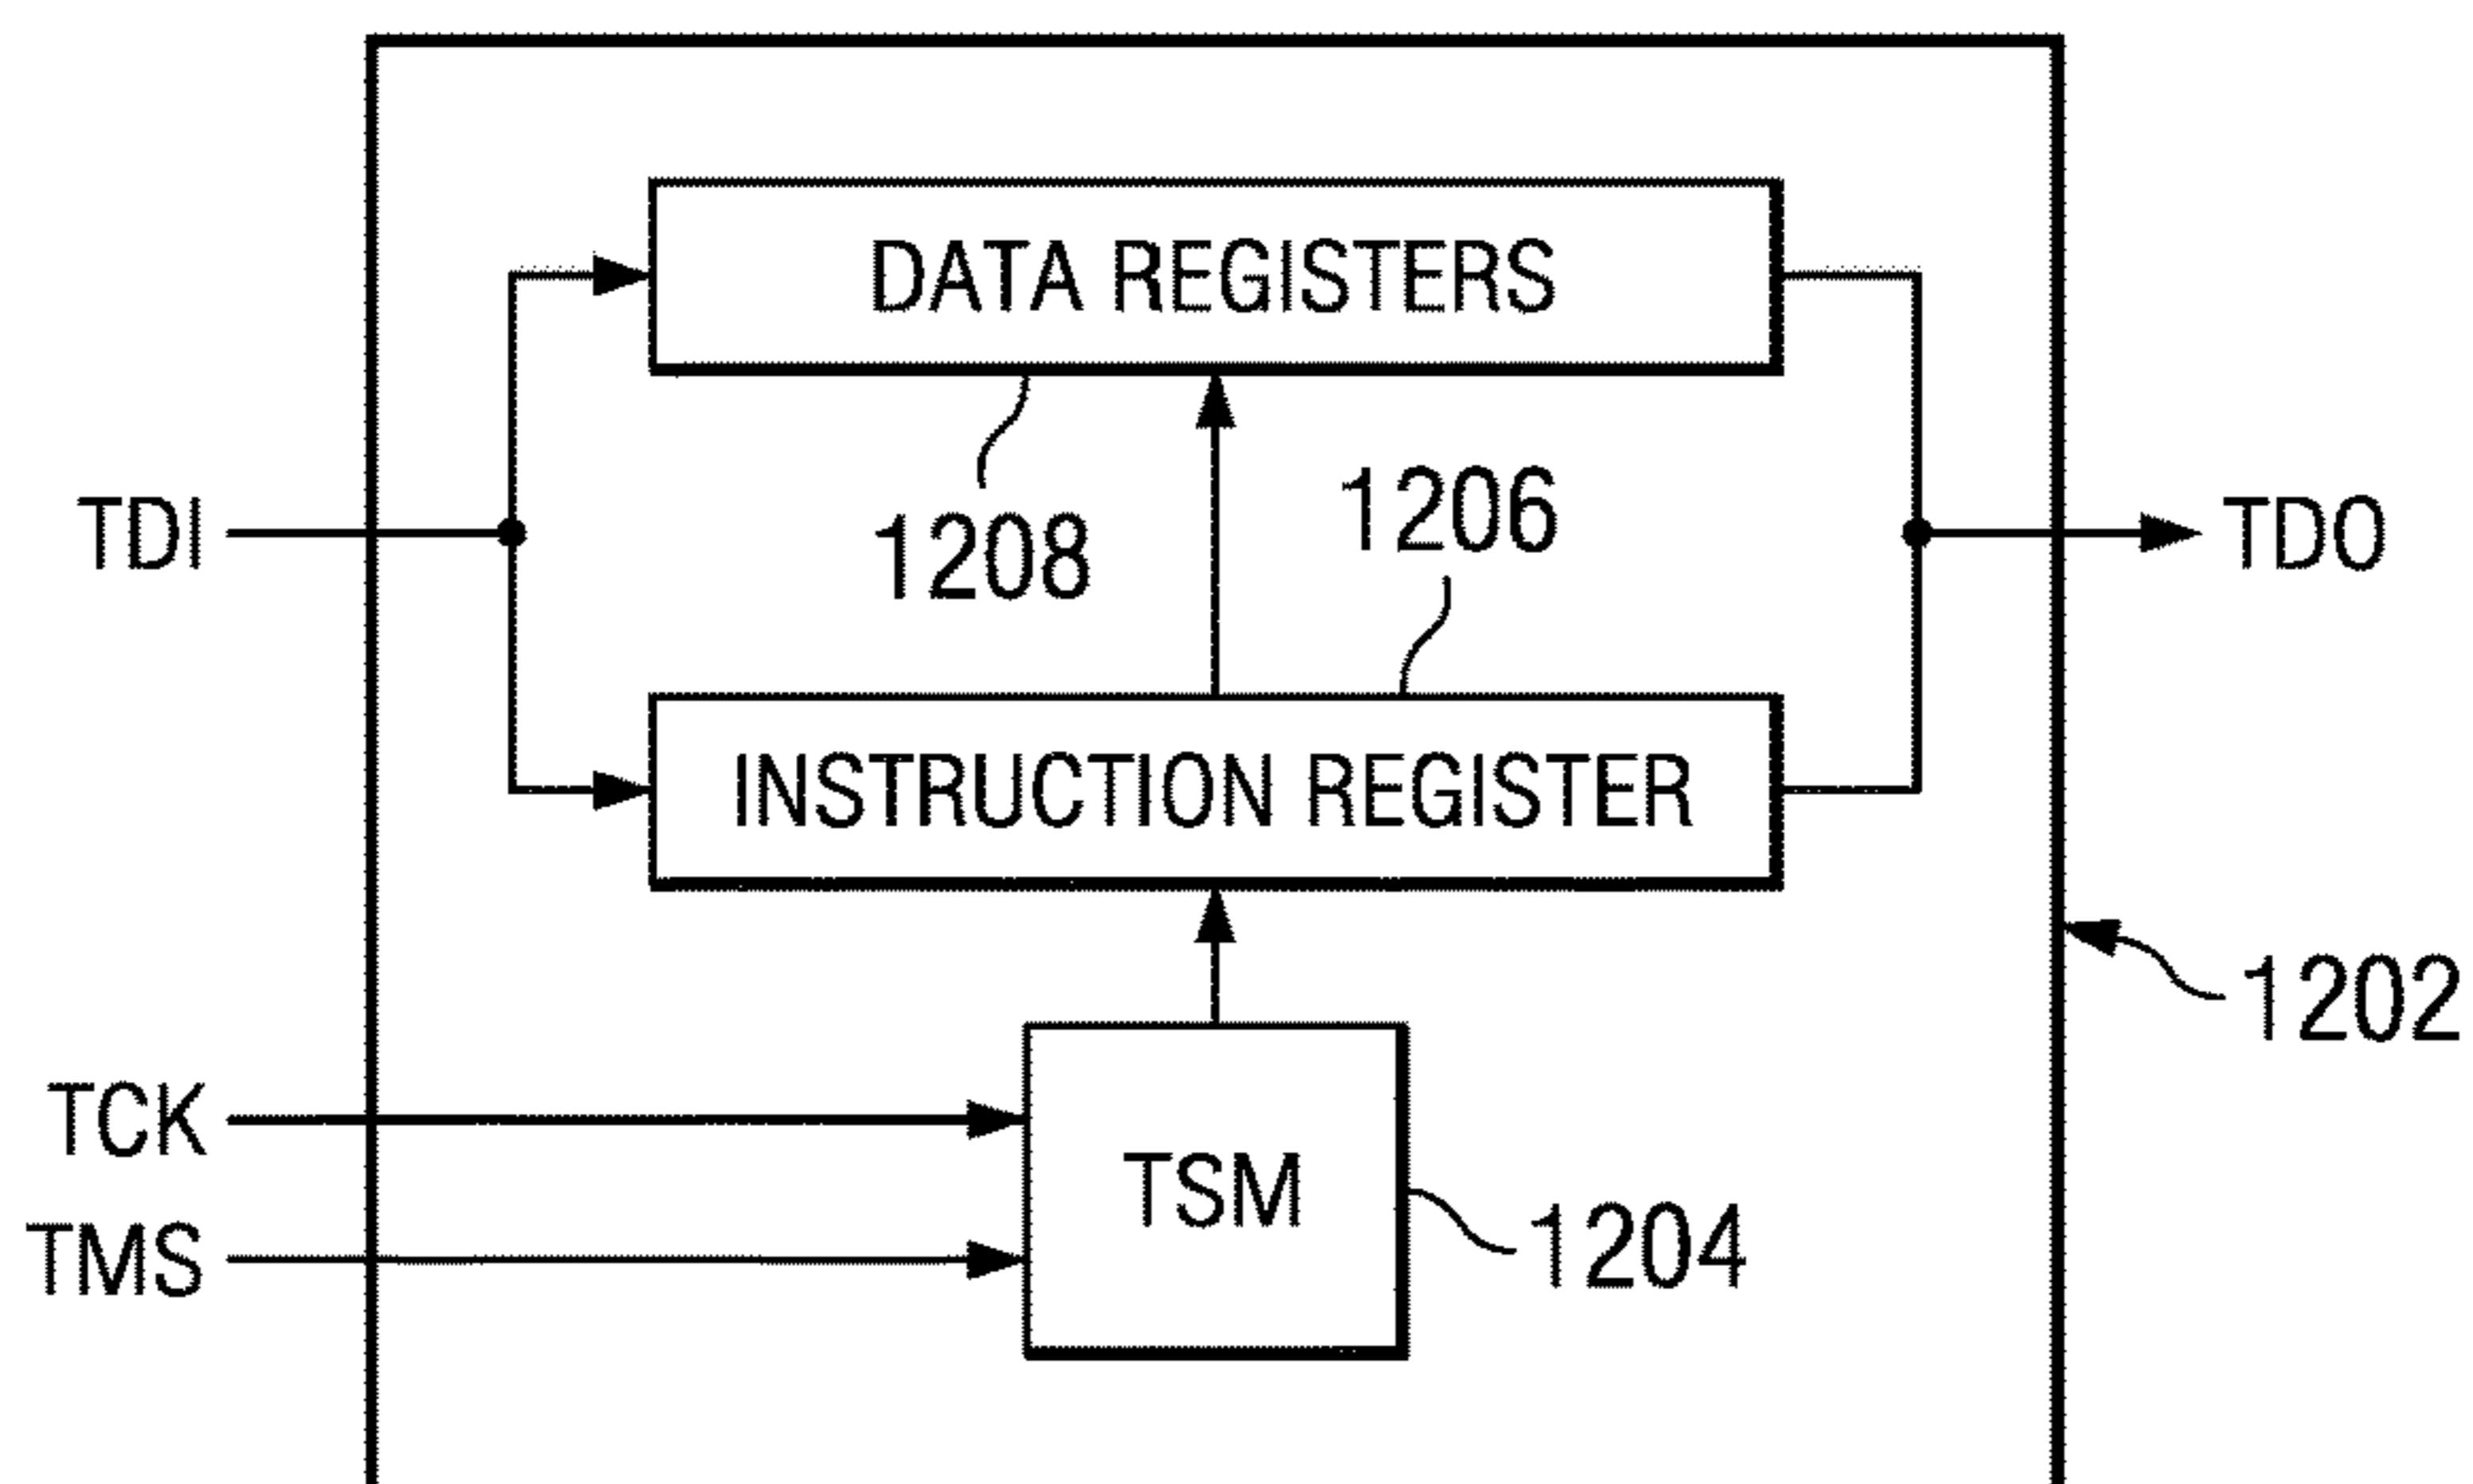 DATA REGISTERS
1208
1206
TDI
TDO
INSTRUCTION REGISTER
1202
TCK
TSM
TMS
1204